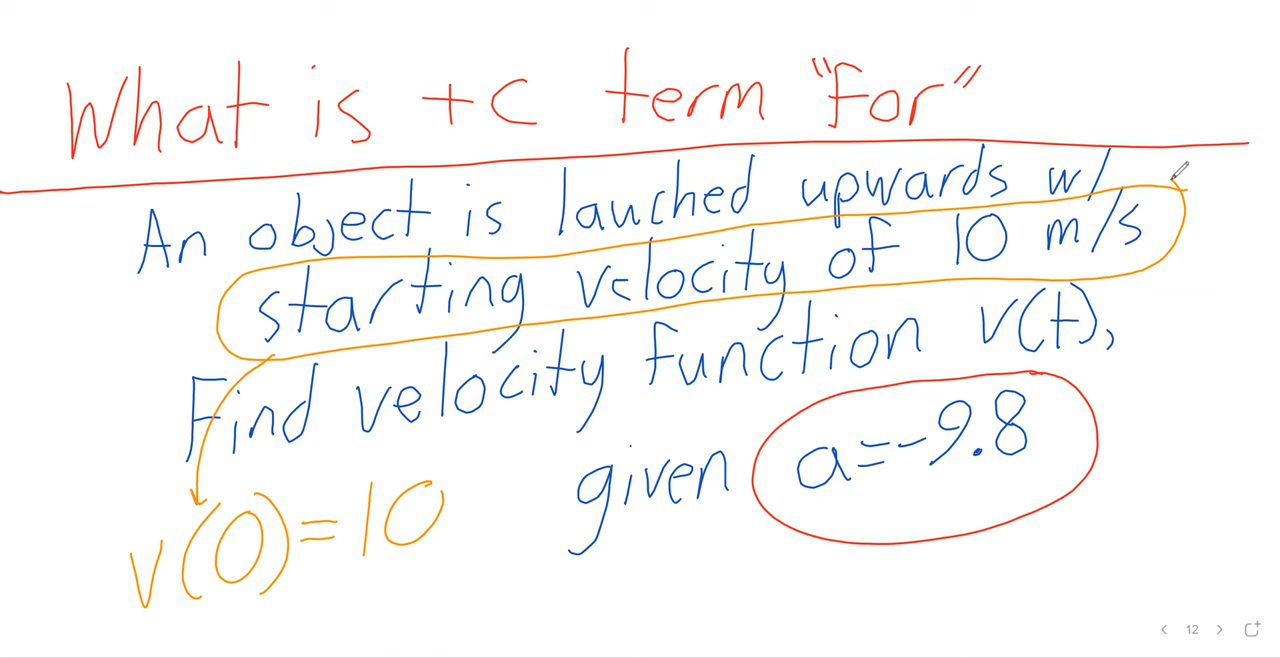 What is +C term "For"
An object is lauched upwards w/
starting velocity of 10 m/s
Find velocity function v(t),
given a=-9.8
v(0)=10
12